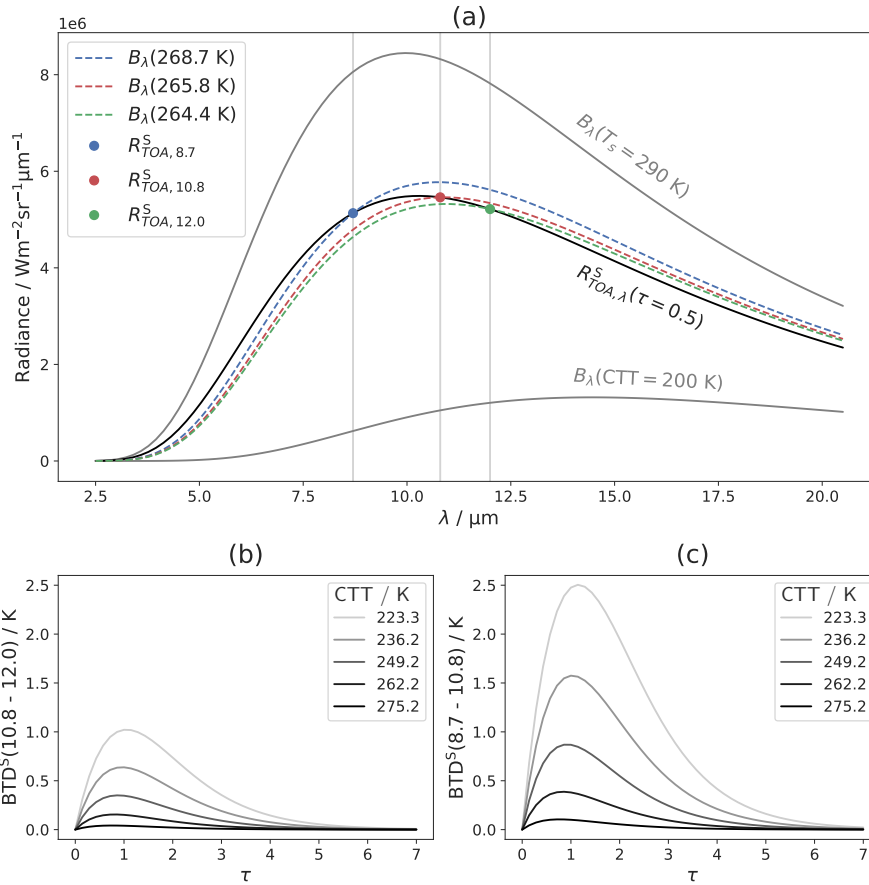 (a)
1e6
Bλ(268.7 K)
Bλ(265.8 K)
Bλ(264.4 K)
R^S_TOA, 8.7
R^S_TOA, 10.8
R^S_TOA, 12.0
Bλ(Ts = 290 K)
R^S_TOA, λ(τ = 0.5)
Bλ(CTT = 200 K)
Radiance / Wm⁻²sr⁻¹μm⁻¹
8
6
4
2
0
2.5 5.0 7.5 10.0 12.5 15.0 17.5 20.0
λ / μm
(b)
BTD^S(10.8 - 12.0) / K
2.5
2.0
1.5
1.0
0.5
0.0
CTT / K
223.3
236.2
249.2
262.2
275.2
0 1 2 3 4 5 6 7
τ
(c)
BTD^S(8.7 - 10.8) / K
2.5
2.0
1.5
1.0
0.5
0.0
CTT / K
223.3
236.2
249.2
262.2
275.2
0 1 2 3 4 5 6 7
τ